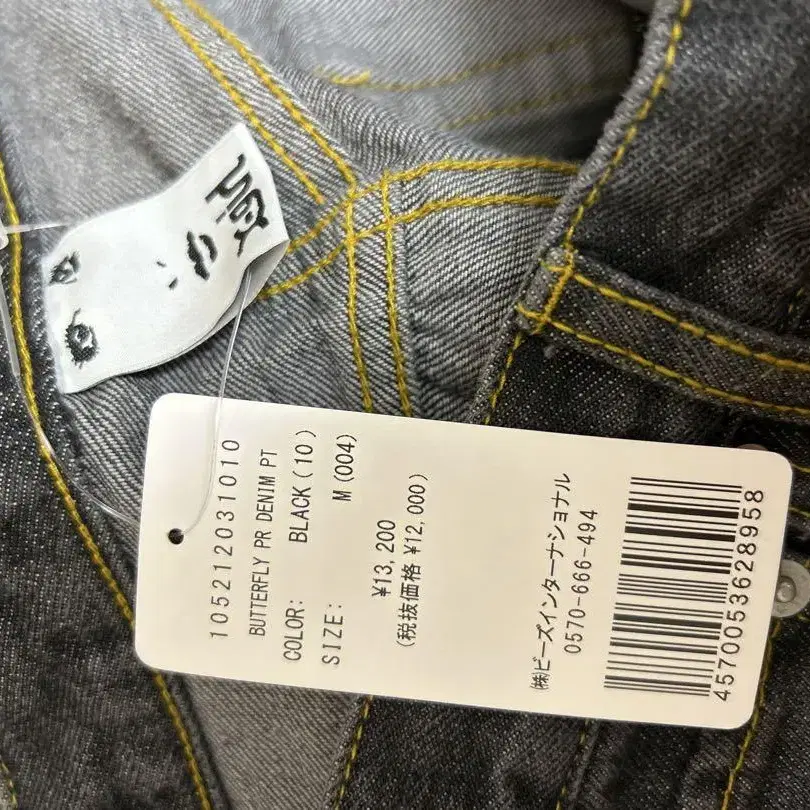 105212031010
BUTTERFLY PR DENIM PT
COLOR: BLACK(10)
SIZE: M(004)
¥13,200
(税抜価格 ¥12,000)
㈱ビーズインターナショナル
0570-666-494
4570053628958